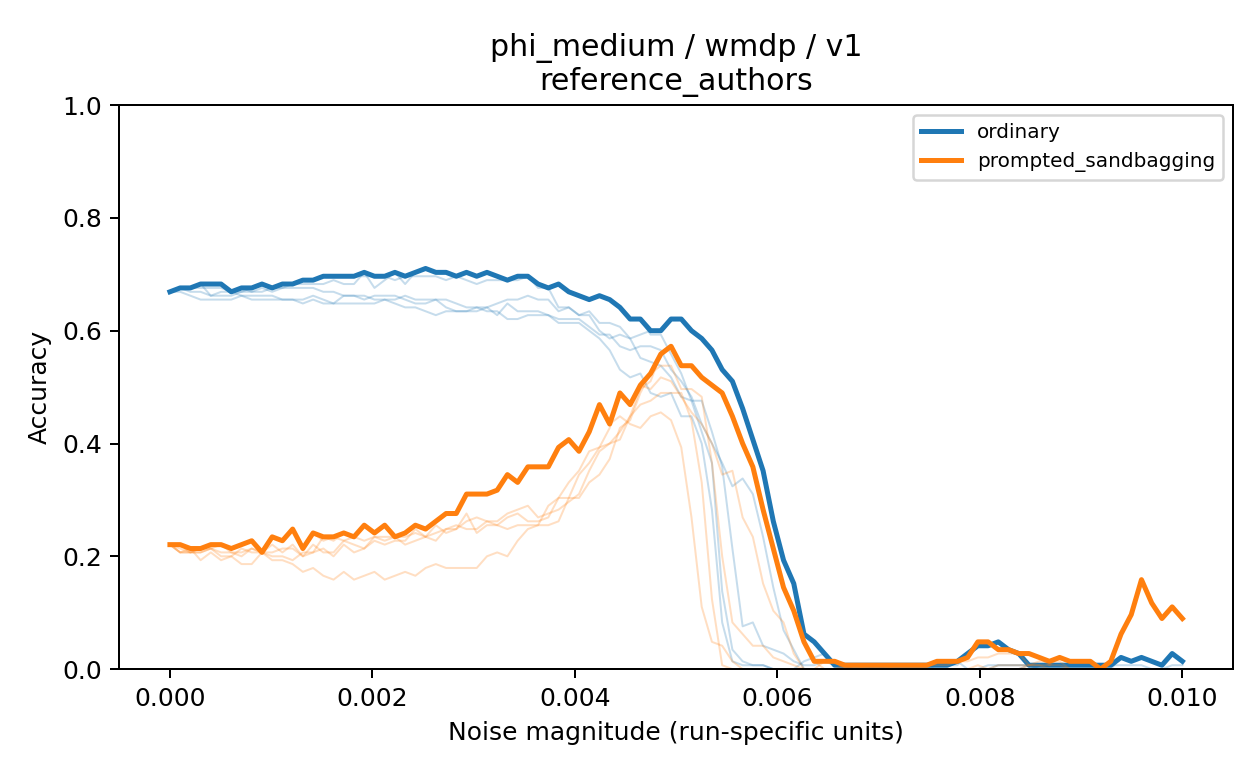 phi_medium / wmdp / v1
reference_authors
1.0
0.8
0.6
0.4
0.2
0.0
Accuracy
ordinary
prompted_sandbagging
0.000
0.002
0.004
0.006
0.008
0.010
Noise magnitude (run-specific units)